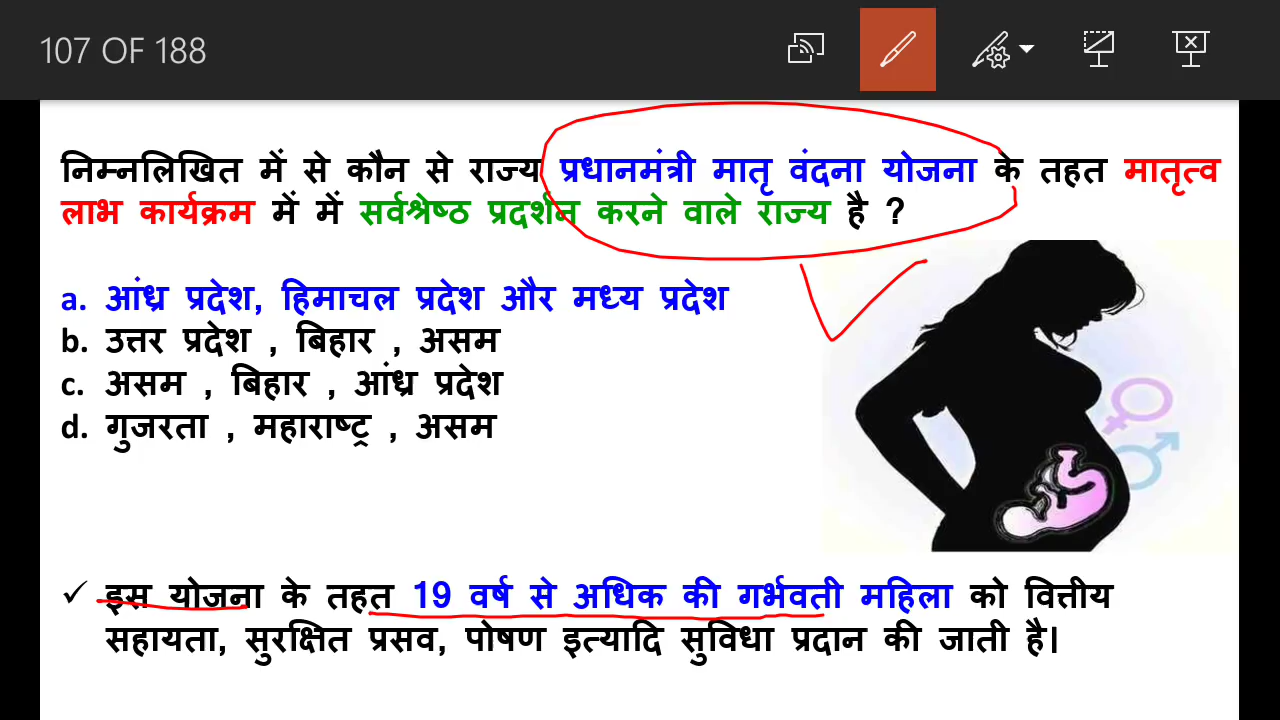 107 OF 188
निम्नलिखित में से कौन से राज्य प्रधानमंत्री मातृ वंदना योजना के तहत मातृत्व
लाभ कार्यक्रम में में सर्वश्रेष्ठ प्रदर्शन करने वाले राज्य है ?
a. आंध्र प्रदेश, हिमाचल प्रदेश और मध्य प्रदेश
b. उत्तर प्रदेश , बिहार , असम
c. असम , बिहार , आंध्र प्रदेश
d. गुजरता , महाराष्ट्र , असम
✓ इस योजना के तहत 19 वर्ष से अधिक की गर्भवती महिला को वित्तीय
सहायता, सुरक्षित प्रसव, पोषण इत्यादि सुविधा प्रदान की जाती है।